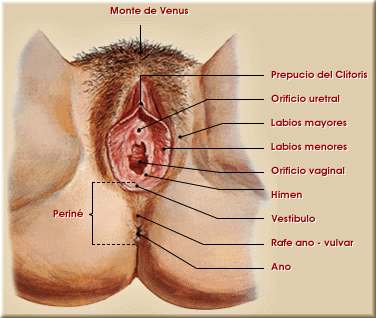 Monte de Venus
Prepucio del Clítoris
Orificio uretral
Labios mayores
Labios menores
Orificio vaginal
Himen
Vestíbulo
Periné
Rafe ano - vulvar
Ano